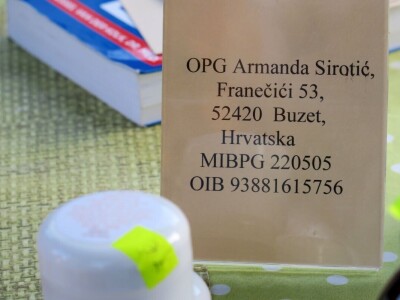 OPG Armanda Sirotić,
Franečići 53,
52420 Buzet,
Hrvatska
MIBPG 220505
OIB 93881615756